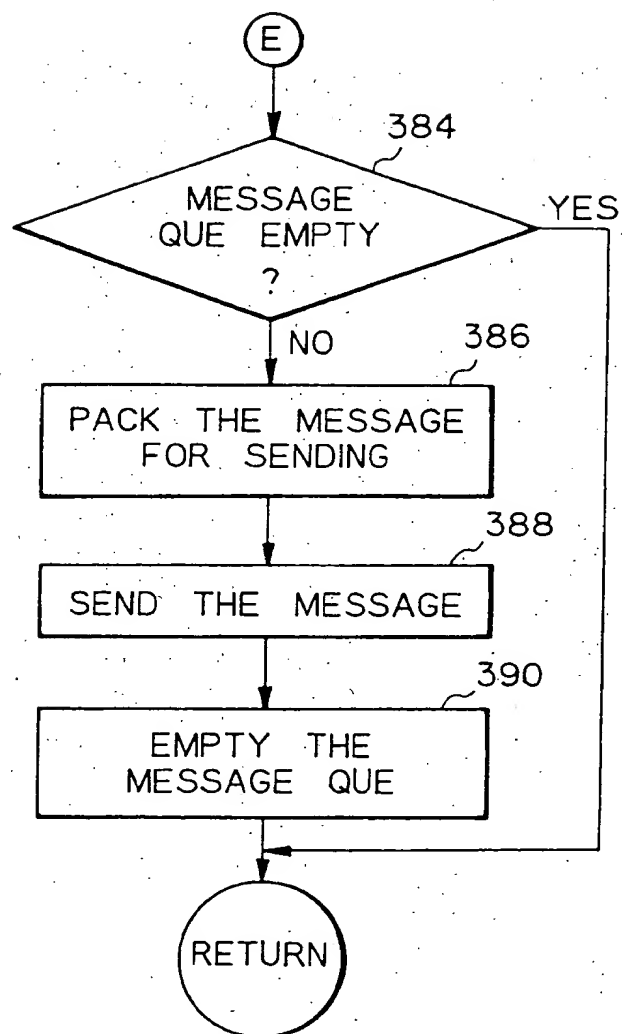 E
384
MESSAGE
QUE EMPTY
?
YES
NO
386
PACK THE MESSAGE
FOR SENDING
388
SEND THE MESSAGE
390
EMPTY THE
MESSAGE QUE
RETURN